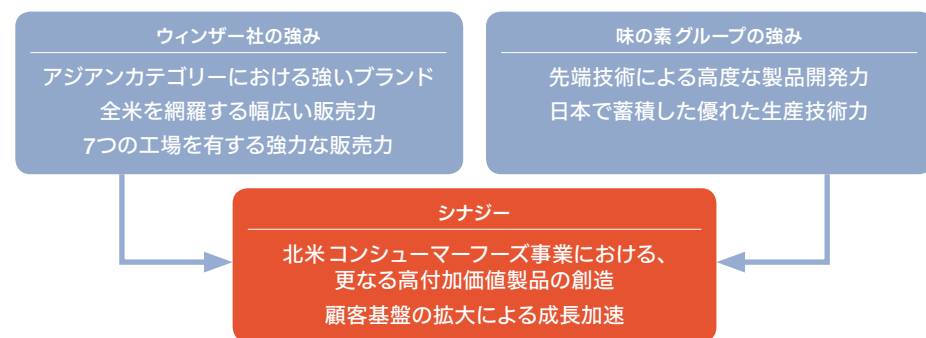 ウィンザー社の強み
アジアンカテゴリーにおける強いブランド
全米を網羅する幅広い販売力
7つの工場を有する強力な販売力
味の素グループの強み
先端技術による高度な製品開発力
日本で蓄積した優れた生産技術力
シナジー
北米コンシューマーフーズ事業における、
更なる高付加価値製品の創造
顧客基盤の拡大による成長加速